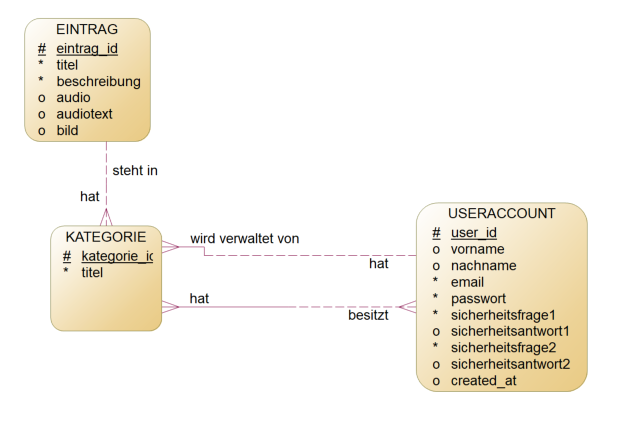 EINTRAG
# eintrag_id
* titel
* beschreibung
o audio
o audiotext
o bild
steht in
hat
KATEGORIE
# kategorie_id
* titel
wird verwaltet von
hat
hat
besitzt
USERACCOUNT
# user_id
o vorname
o nachname
* email
* passwort
* sicherheitsfrage1
o sicherheitsantwort1
* sicherheitsfrage2
o sicherheitsantwort2
o created_at